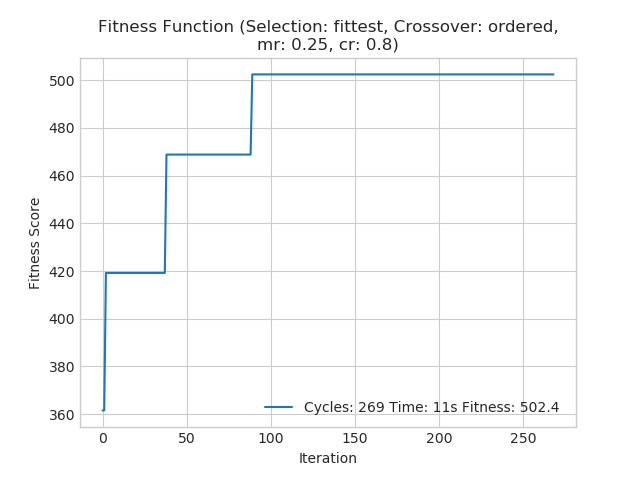 Fitness Function (Selection: fittest, Crossover: ordered,
mr: 0.25, cr: 0.8)
500
480
460
440
420
400
380
360
Fitness Score
Cycles: 269 Time: 11s Fitness: 502.4
0 50 100 150 200 250
Iteration